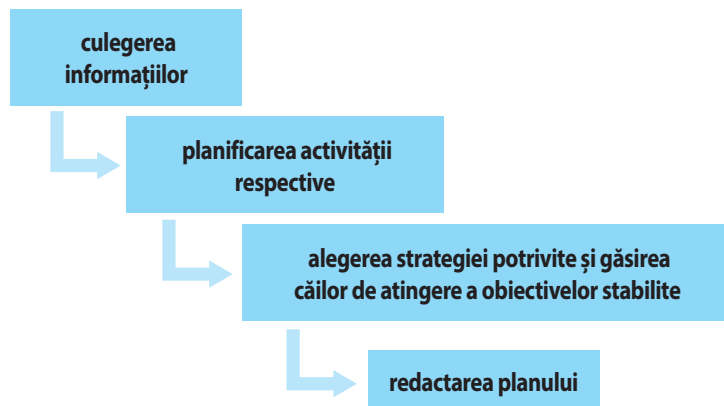 culegerea
informațiilor
planificarea activității
respective
alegerea strategiei potrivite și găsirea
căilor de atingere a obiectivelor stabilite
redactarea planului